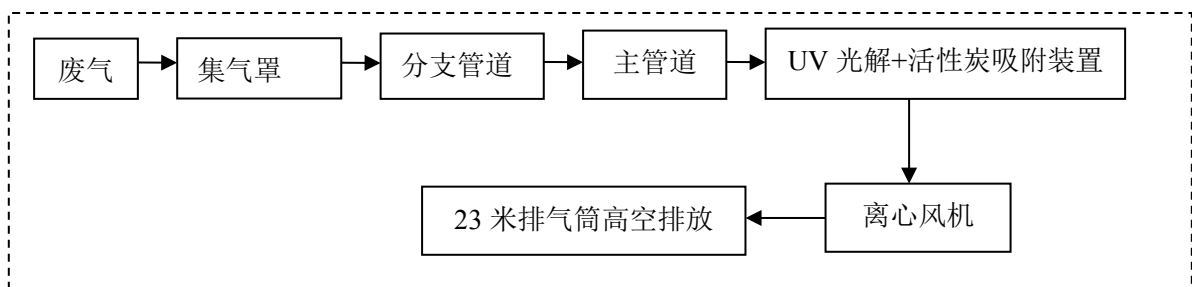 废气
集气罩
分支管道
主管道
UV 光解+活性炭吸附装置
23 米排气筒高空排放
离心风机